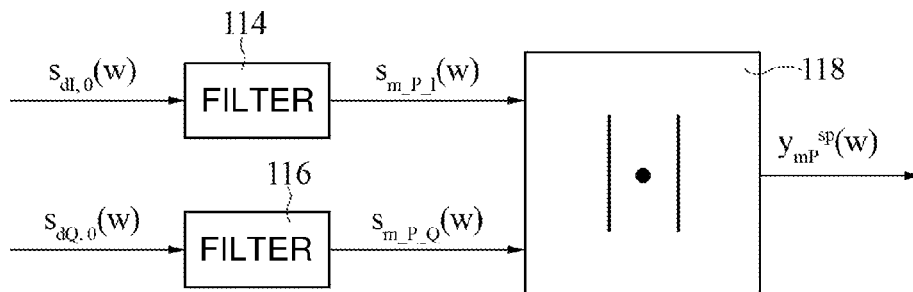 114
s_{dI,0}(w) FILTER s_{m_P_I}(w)
118
y_{mP}^{sp}(w)
116
s_{dQ,0}(w) FILTER s_{m_P_Q}(w)